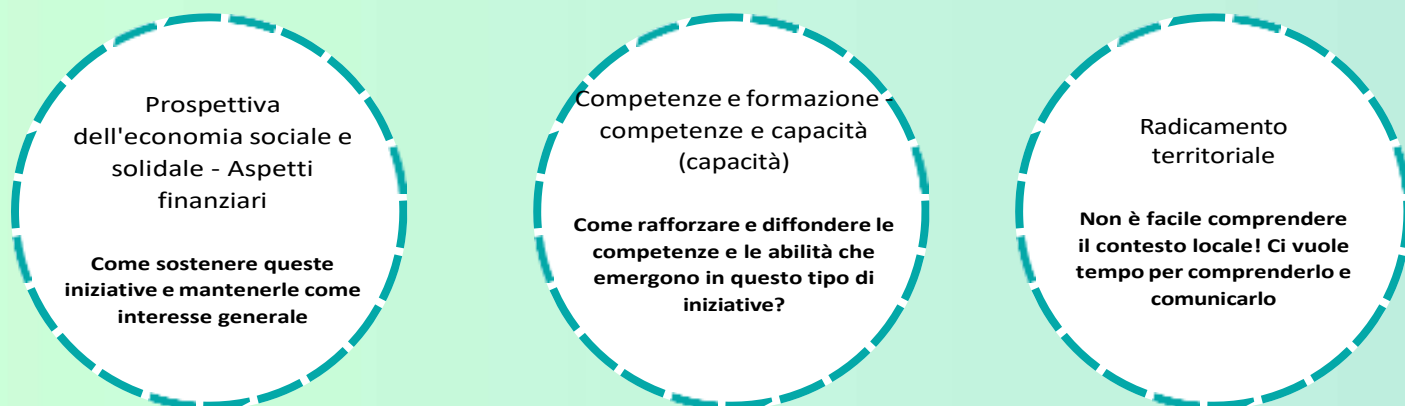 Prospettiva
dell'economia sociale e
solidale - Aspetti
finanziari
Come sostenere queste
iniziative e mantenerle come
interesse generale
Competenze e formazione -
competenze e capacità
(capacità)
Come rafforzare e diffondere le
competenze e le abilità che
emergono in questo tipo di
iniziative?
Radicamento
territoriale
Non è facile comprendere
il contesto locale! Ci vuole
tempo per comprenderlo e
comunicarlo